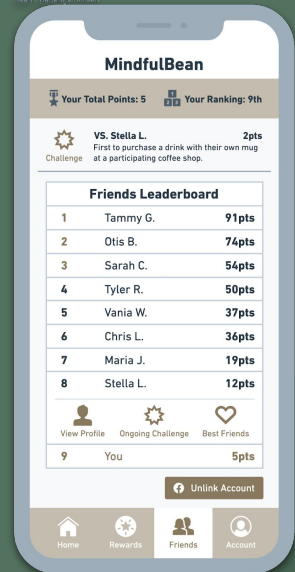 MindfulBean
Your Total Points: 5
Your Ranking: 9th
VS. Stella L. 2pts
First to purchase a drink with their own mug
at a participating coffee shop.
Challenge
Friends Leaderboard
1 Tammy G. 91pts
2 Otis B. 74pts
3 Sarah C. 54pts
4 Tyler R. 50pts
5 Vania W. 37pts
6 Chris L. 36pts
7 Maria J. 19pts
8 Stella L. 12pts
View Profile Ongoing Challenge Best Friends
9 You 5pts
Unlink Account
Home Rewards Friends Account